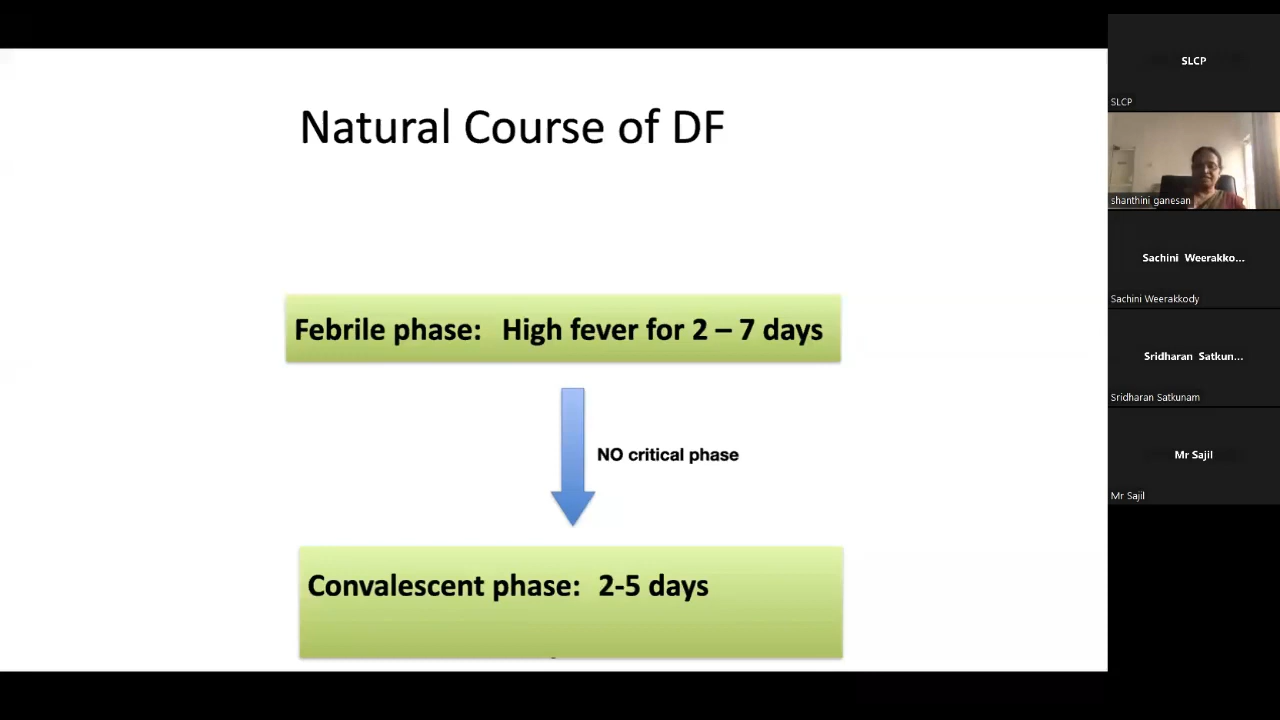 Natural Course of DF
Febrile phase: High fever for 2 – 7 days
NO critical phase
Convalescent phase: 2-5 days
SLCP
SLCP
shanthini ganesan
Sachini Weerakko...
Sachini Weerakkody
Sridharan Satkun...
Sridharan Satkunam
Mr Sajil
Mr Sajil